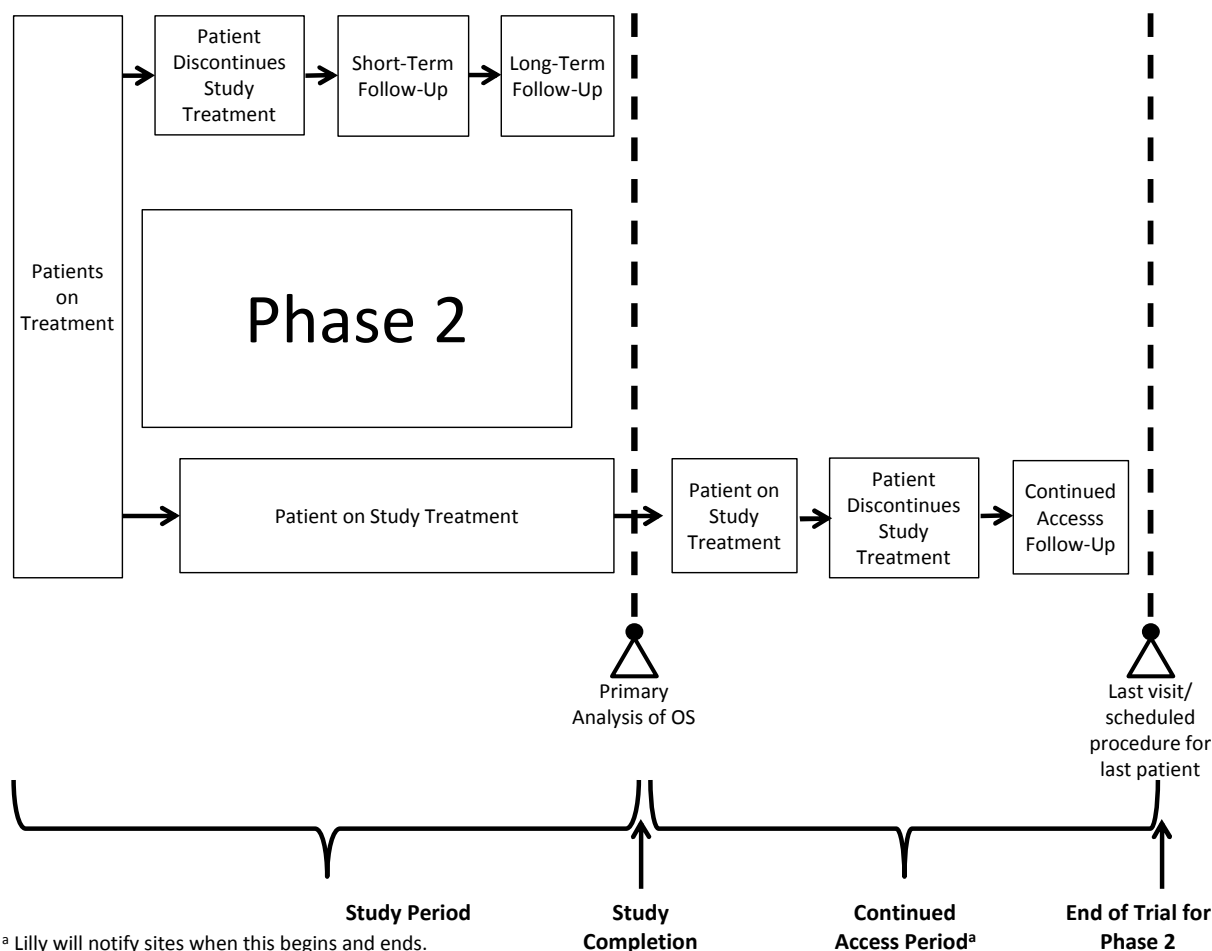 Patient
Discontinues
Study
Treatment
Short-Term
Follow-Up
Long-Term
Follow-Up
Patients
on
Treatment
Phase 2
Patient on Study Treatment
Patient on
Study
Treatment
Patient
Discontinues
Study
Treatment
Continued
Accesss
Follow-Up
Primary
Analysis of OS
Last visit/
scheduled
procedure for
last patient
Study Period
Study
Completion
Continued
Access Periodᵃ
End of Trial for
Phase 2
ᵃ Lilly will notify sites when this begins and ends.